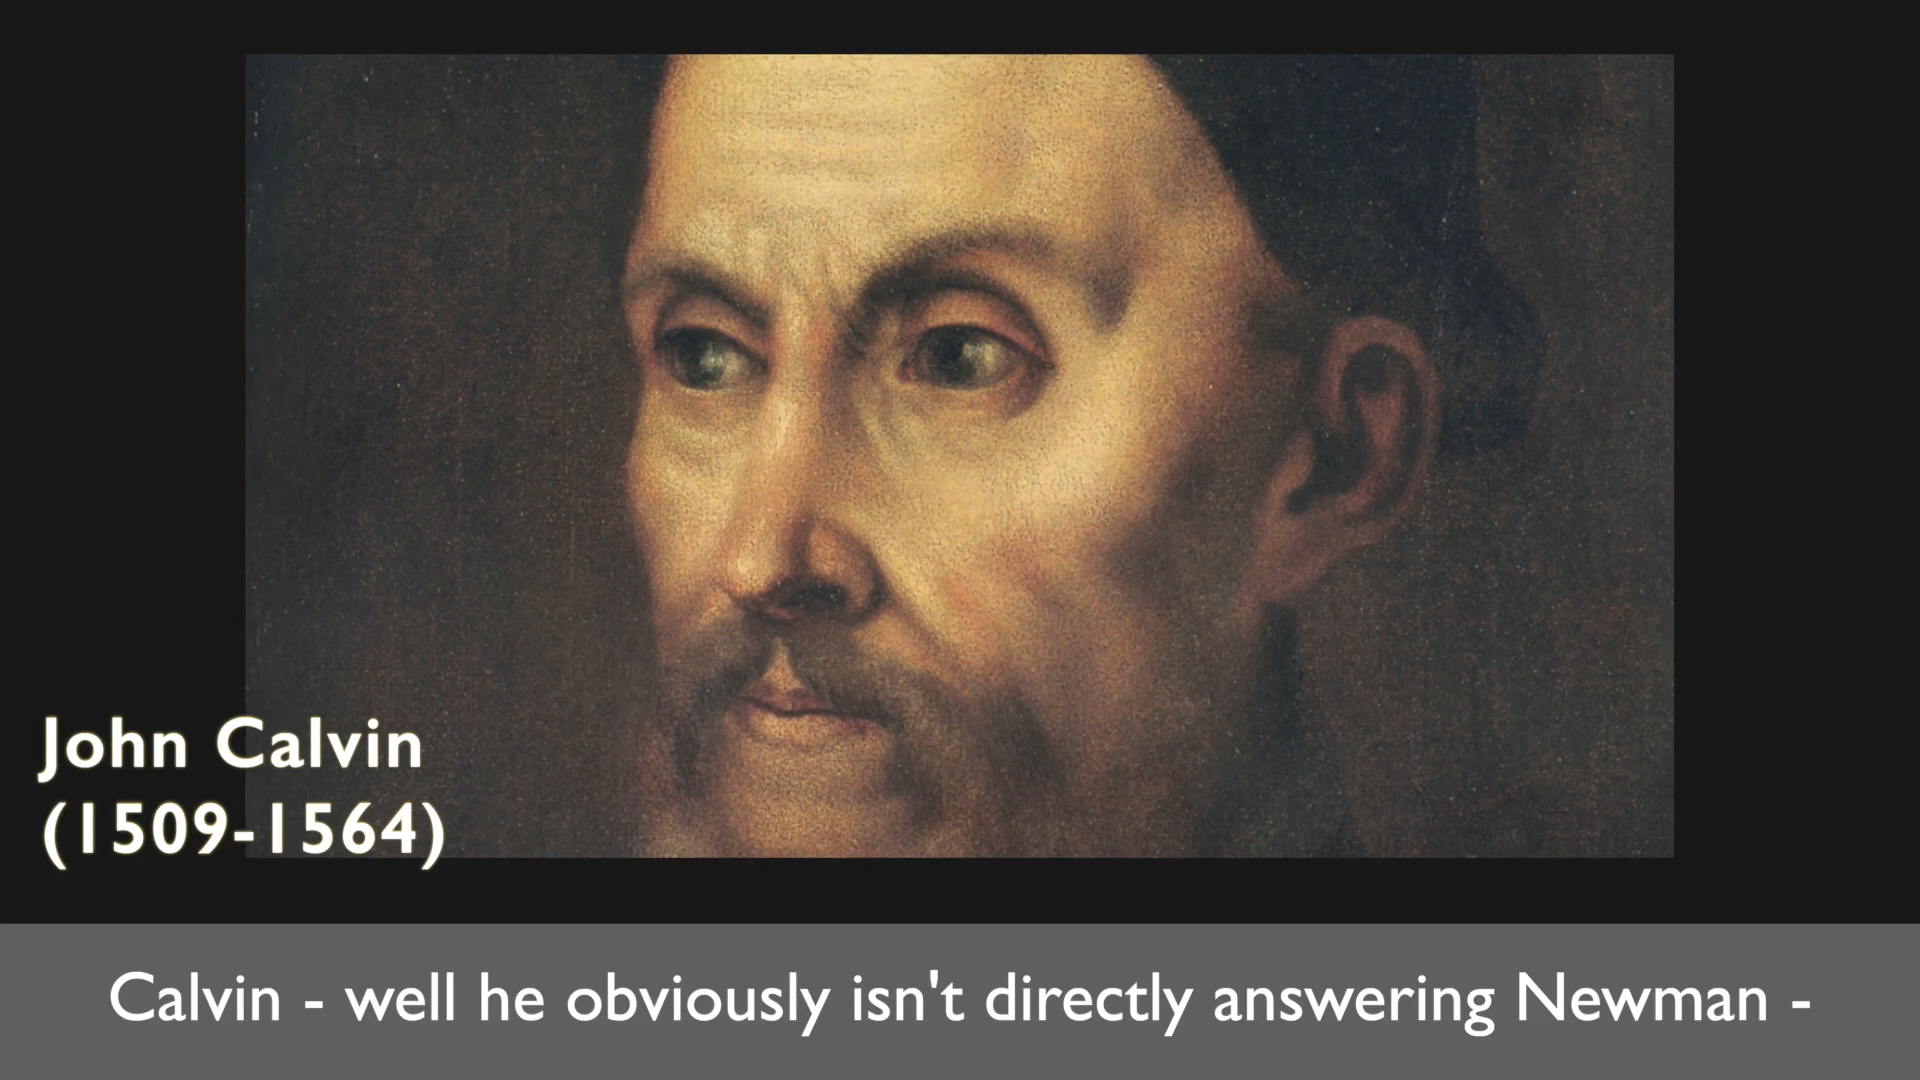 John Calvin
(1509-1564)
Calvin - well he obviously isn't directly answering Newman -